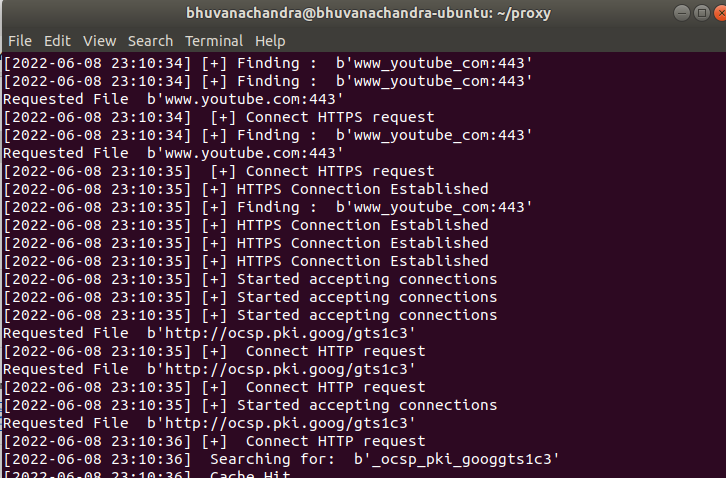 bhuvanachandra@bhuvanachandra-ubuntu: ~/proxy
File Edit View Search Terminal Help
[2022-06-08 23:10:34] [+] Finding :  b'www_youtube_com:443'
[2022-06-08 23:10:34] [+] Finding :  b'www_youtube_com:443'
Requested File  b'www.youtube.com:443'
[2022-06-08 23:10:34]  [+] Connect HTTPS request
[2022-06-08 23:10:34] [+] Finding :  b'www_youtube_com:443'
Requested File  b'www.youtube.com:443'
[2022-06-08 23:10:35]  [+] Connect HTTPS request
[2022-06-08 23:10:35] [+] HTTPS Connection Established
[2022-06-08 23:10:35] [+] Finding :  b'www_youtube_com:443'
[2022-06-08 23:10:35] [+] HTTPS Connection Established
[2022-06-08 23:10:35] [+] HTTPS Connection Established
[2022-06-08 23:10:35] [+] HTTPS Connection Established
[2022-06-08 23:10:35] [+] Started accepting connections
[2022-06-08 23:10:35] [+] Started accepting connections
[2022-06-08 23:10:35] [+] Started accepting connections
Requested File  b'http://ocsp.pki.goog/gts1c3'
[2022-06-08 23:10:35] [+]  Connect HTTP request
Requested File  b'http://ocsp.pki.goog/gts1c3'
[2022-06-08 23:10:35] [+]  Connect HTTP request
[2022-06-08 23:10:35] [+] Started accepting connections
Requested File  b'http://ocsp.pki.goog/gts1c3'
[2022-06-08 23:10:36] [+]  Connect HTTP request
[2022-06-08 23:10:36]  Searching for:  b'_ocsp_pki_googgts1c3'
[2022-06-08 23:10:36]  Cache Hit